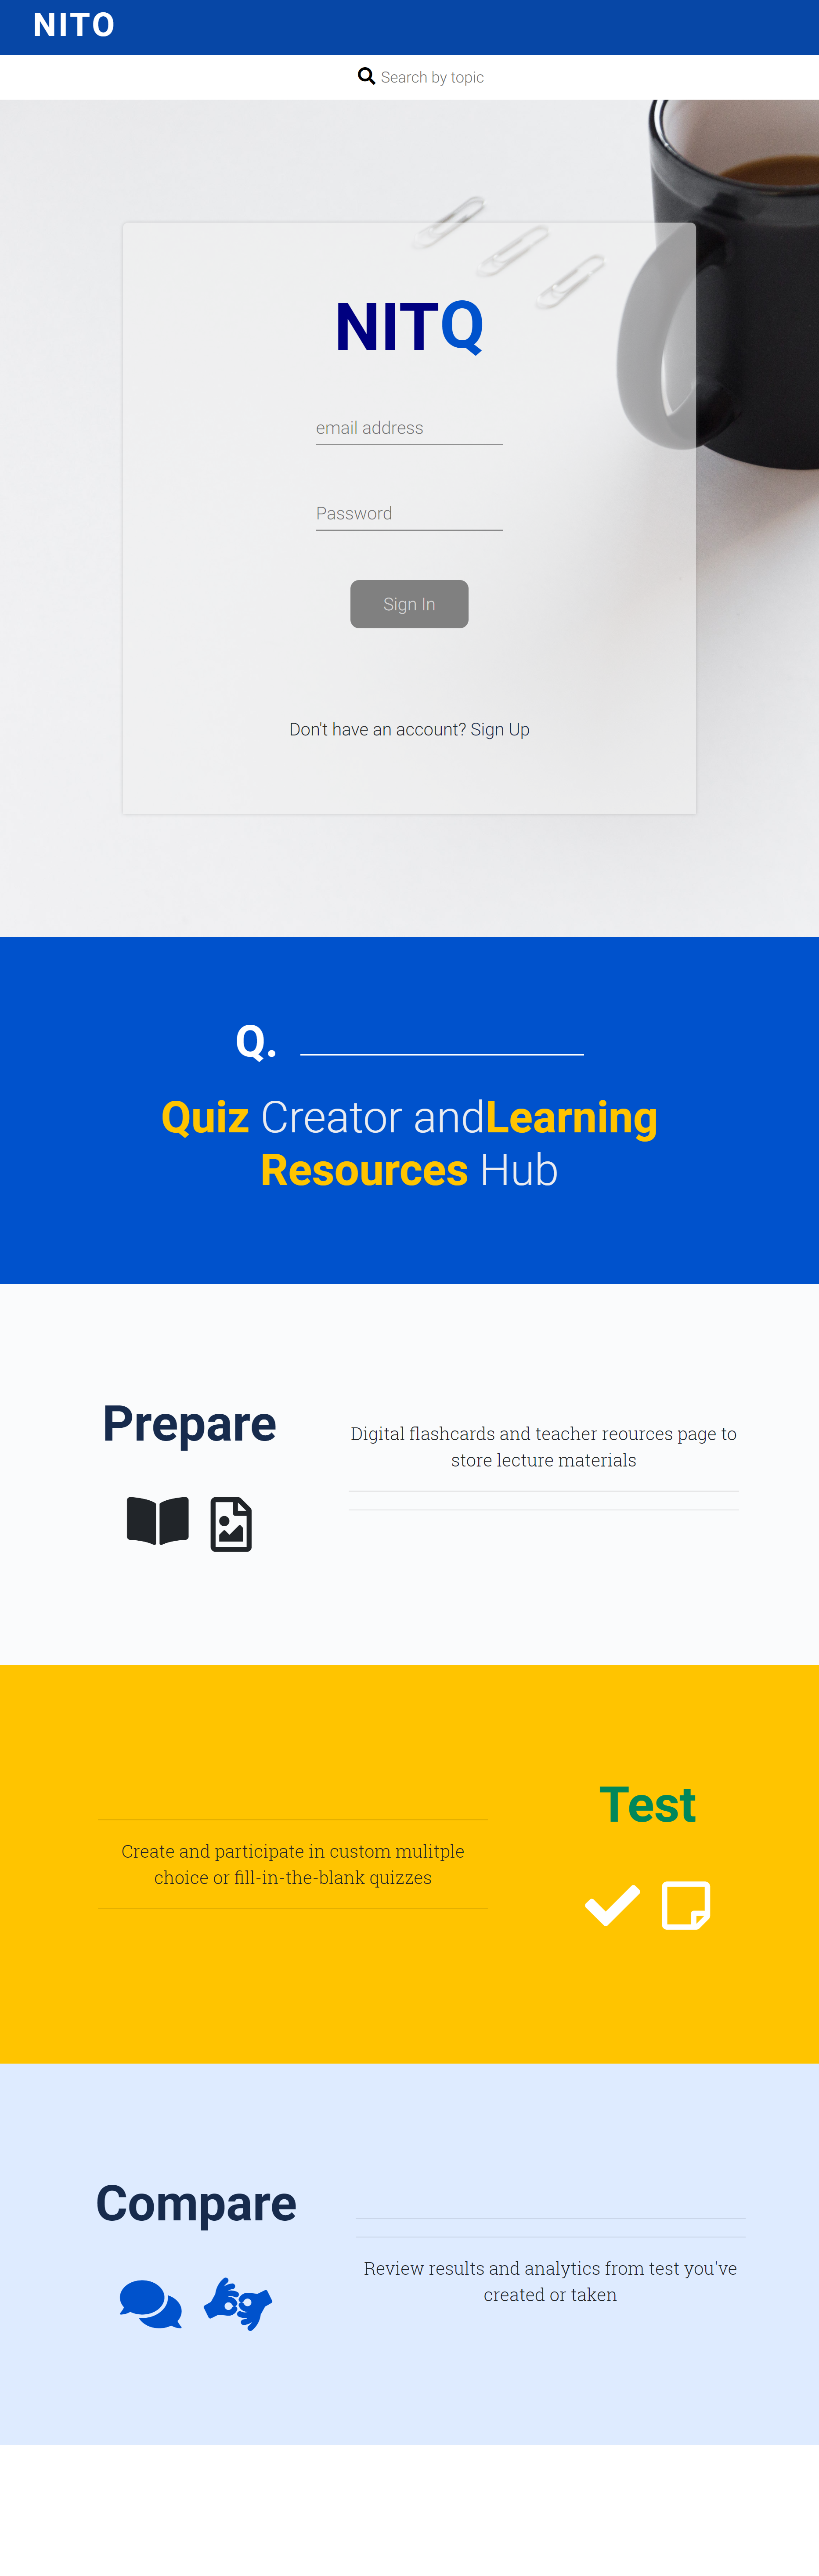 NITO
Search by topic
NITQ
email address
Password
Sign In
Don't have an account? Sign Up
Q.
Quiz Creator andLearning
Resources Hub
Prepare
Digital flashcards and teacher reources page to
store lecture materials
Test
Create and participate in custom mulitple
choice or fill-in-the-blank quizzes
Compare
Review results and analytics from test you've
created or taken